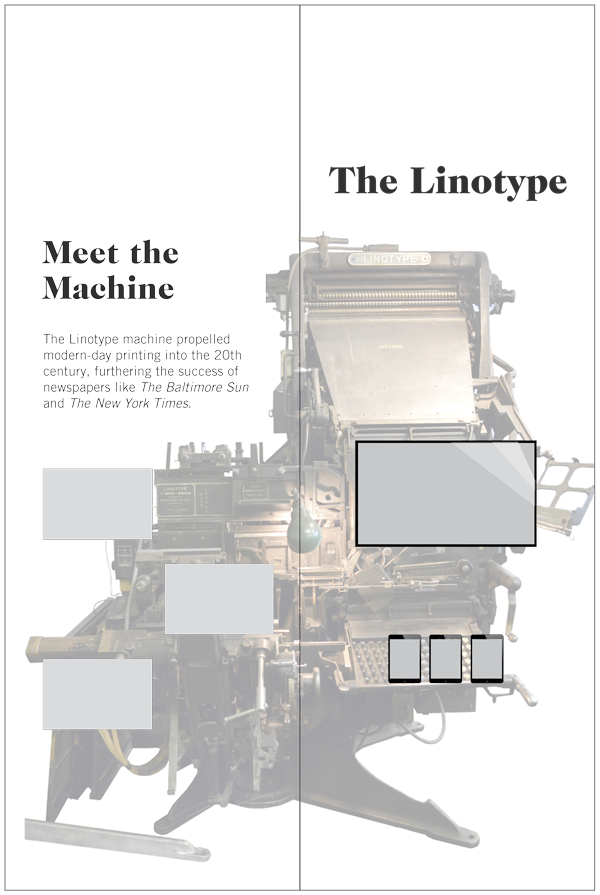 The Linotype
LINOTYPE
Meet the
Machine
The Linotype machine propelled
modern-day printing into the 20th
century, furthering the success of
newspapers like The Baltimore Sun
and The New York Times.
LINOTYPE